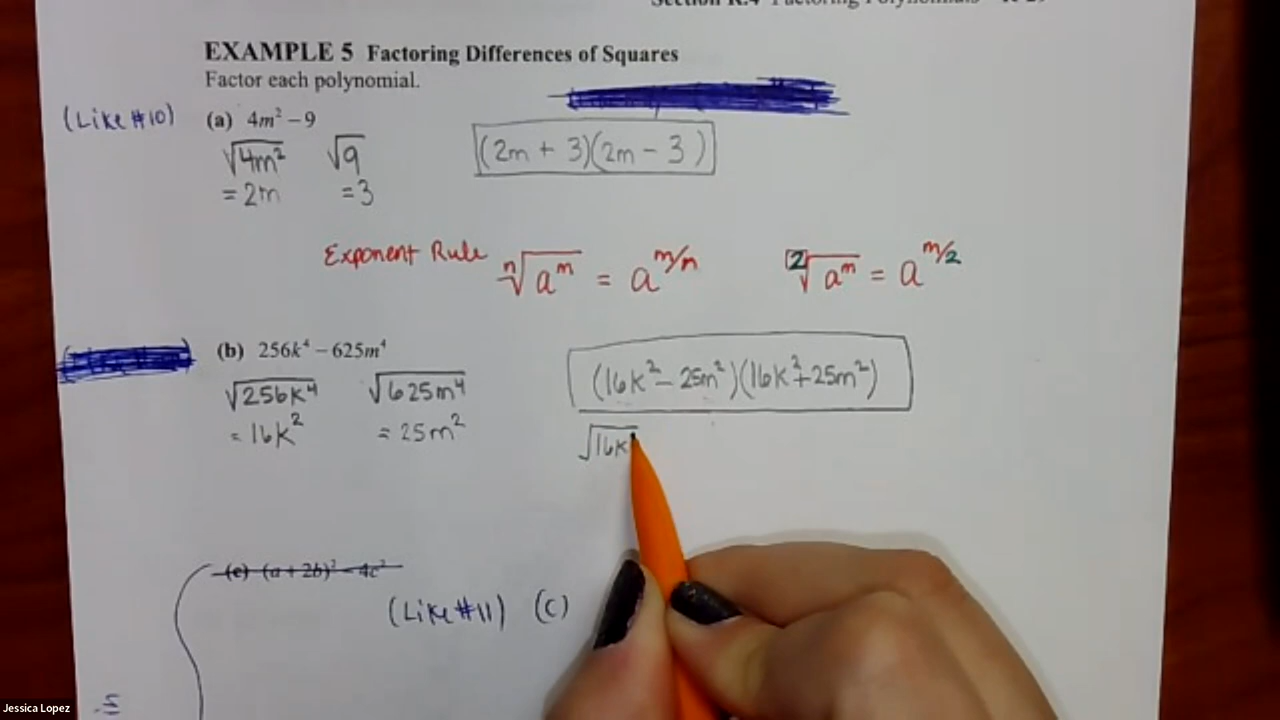 Section R.4 Factoring Polynomials
EXAMPLE 5 Factoring Differences of Squares
Factor each polynomial.
(Like #10) (a) 4m² − 9
√4m² √9
= 2m = 3
(2m + 3)(2m − 3)
Exponent Rule ⁿ√aᵐ = a^m/n ²√aᵐ = a^m/2
(b) 256k⁴ − 625m⁴
√256k⁴ √625m⁴
= 16k² = 25m²
(16k² − 25m²)(16k² + 25m²)
√16k
(c) (a + 2b)² − 4c²
(Like #11) (C)
Jessica Lopez